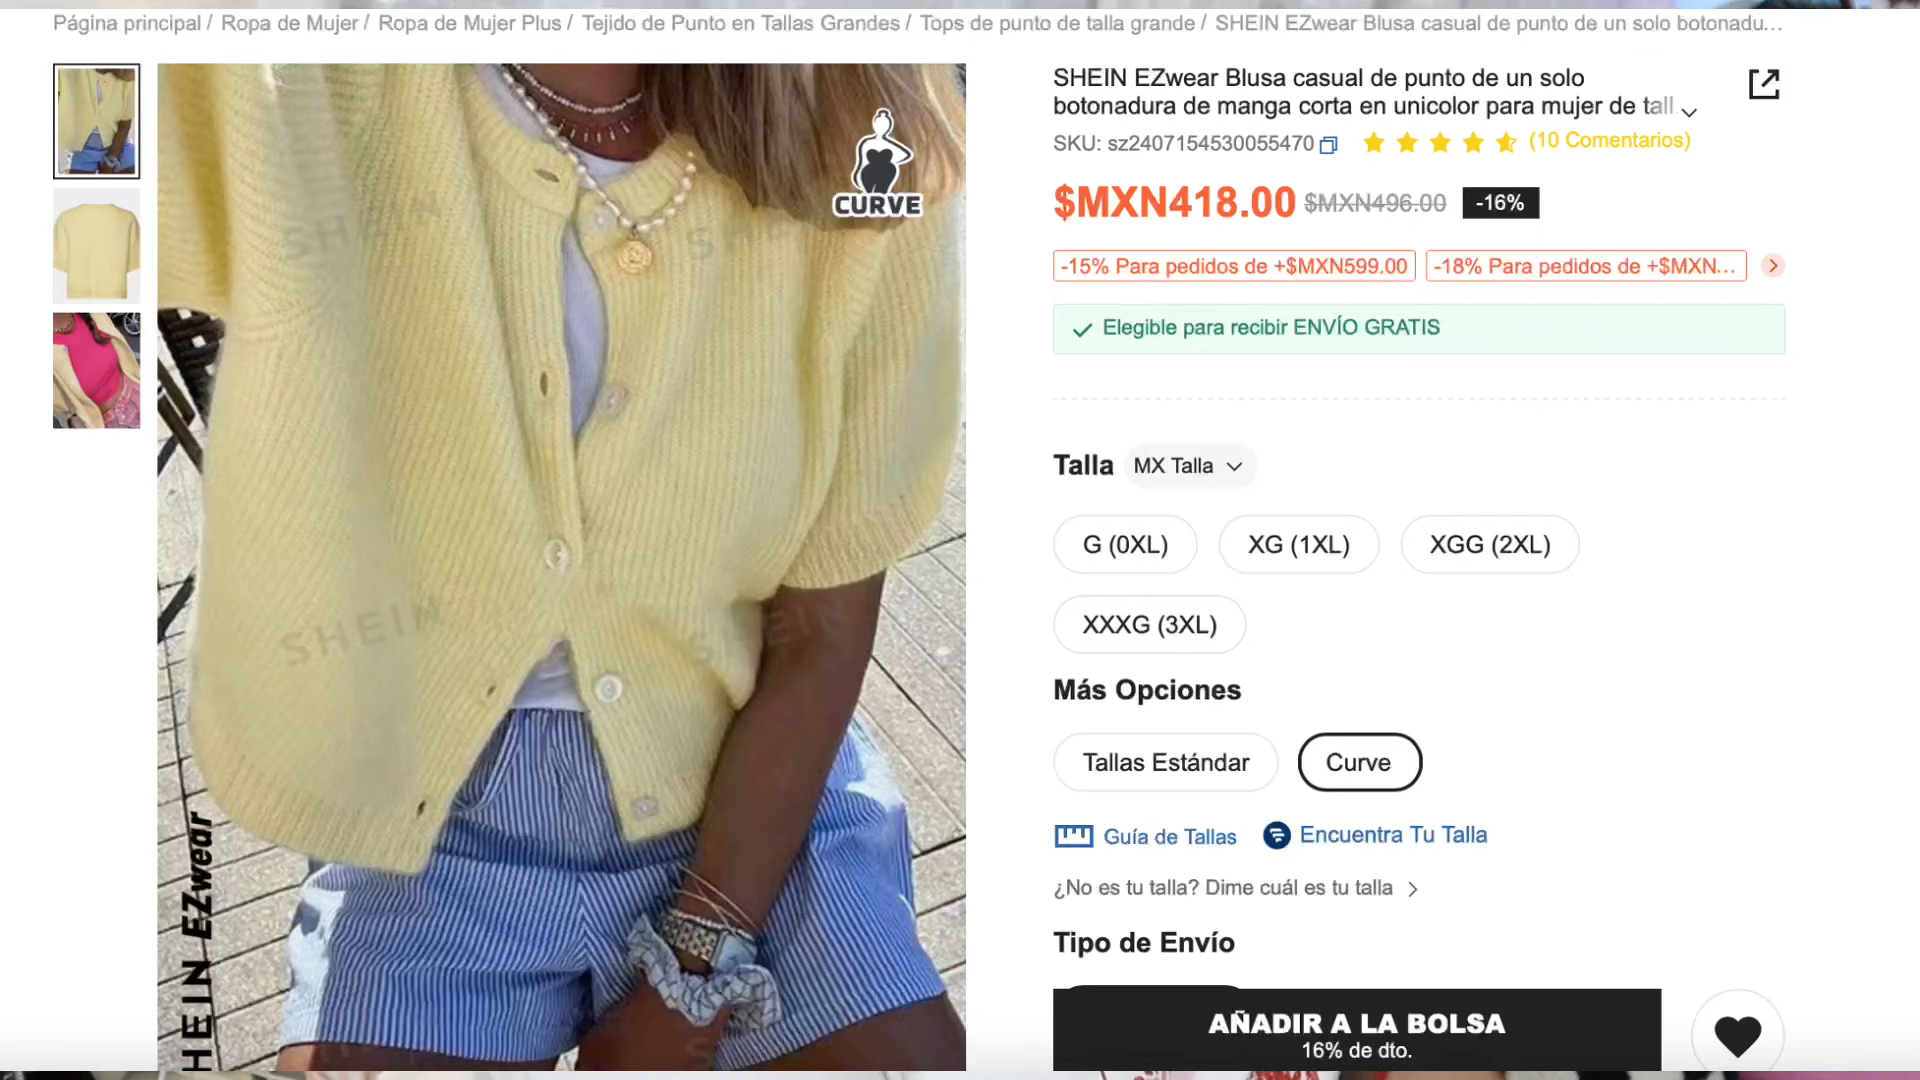 Página principal / Ropa de Mujer / Ropa de Mujer Plus / Tejido de Punto en Tallas Grandes / Tops de punto de talla grande / SHEIN EZwear Blusa casual de punto de un solo botonadu...
CURVE
SHEIN
SHEIN
SHEIN EZwear
SHEIN EZwear Blusa casual de punto de un solo
botonadura de manga corta en unicolor para mujer de tall
SKU: sz2407154530055470 (10 Comentarios)
$MXN418.00 $MXN496.00 -16%
-15% Para pedidos de +$MXN599.00 -18% Para pedidos de +$MXN...
Elegible para recibir ENVÍO GRATIS
Talla MX Talla
G (0XL) XG (1XL) XGG (2XL)
XXXG (3XL)
Más Opciones
Tallas Estándar Curve
Guía de Tallas Encuentra Tu Talla
¿No es tu talla? Dime cuál es tu talla
Tipo de Envío
AÑADIR A LA BOLSA
16% de dto.